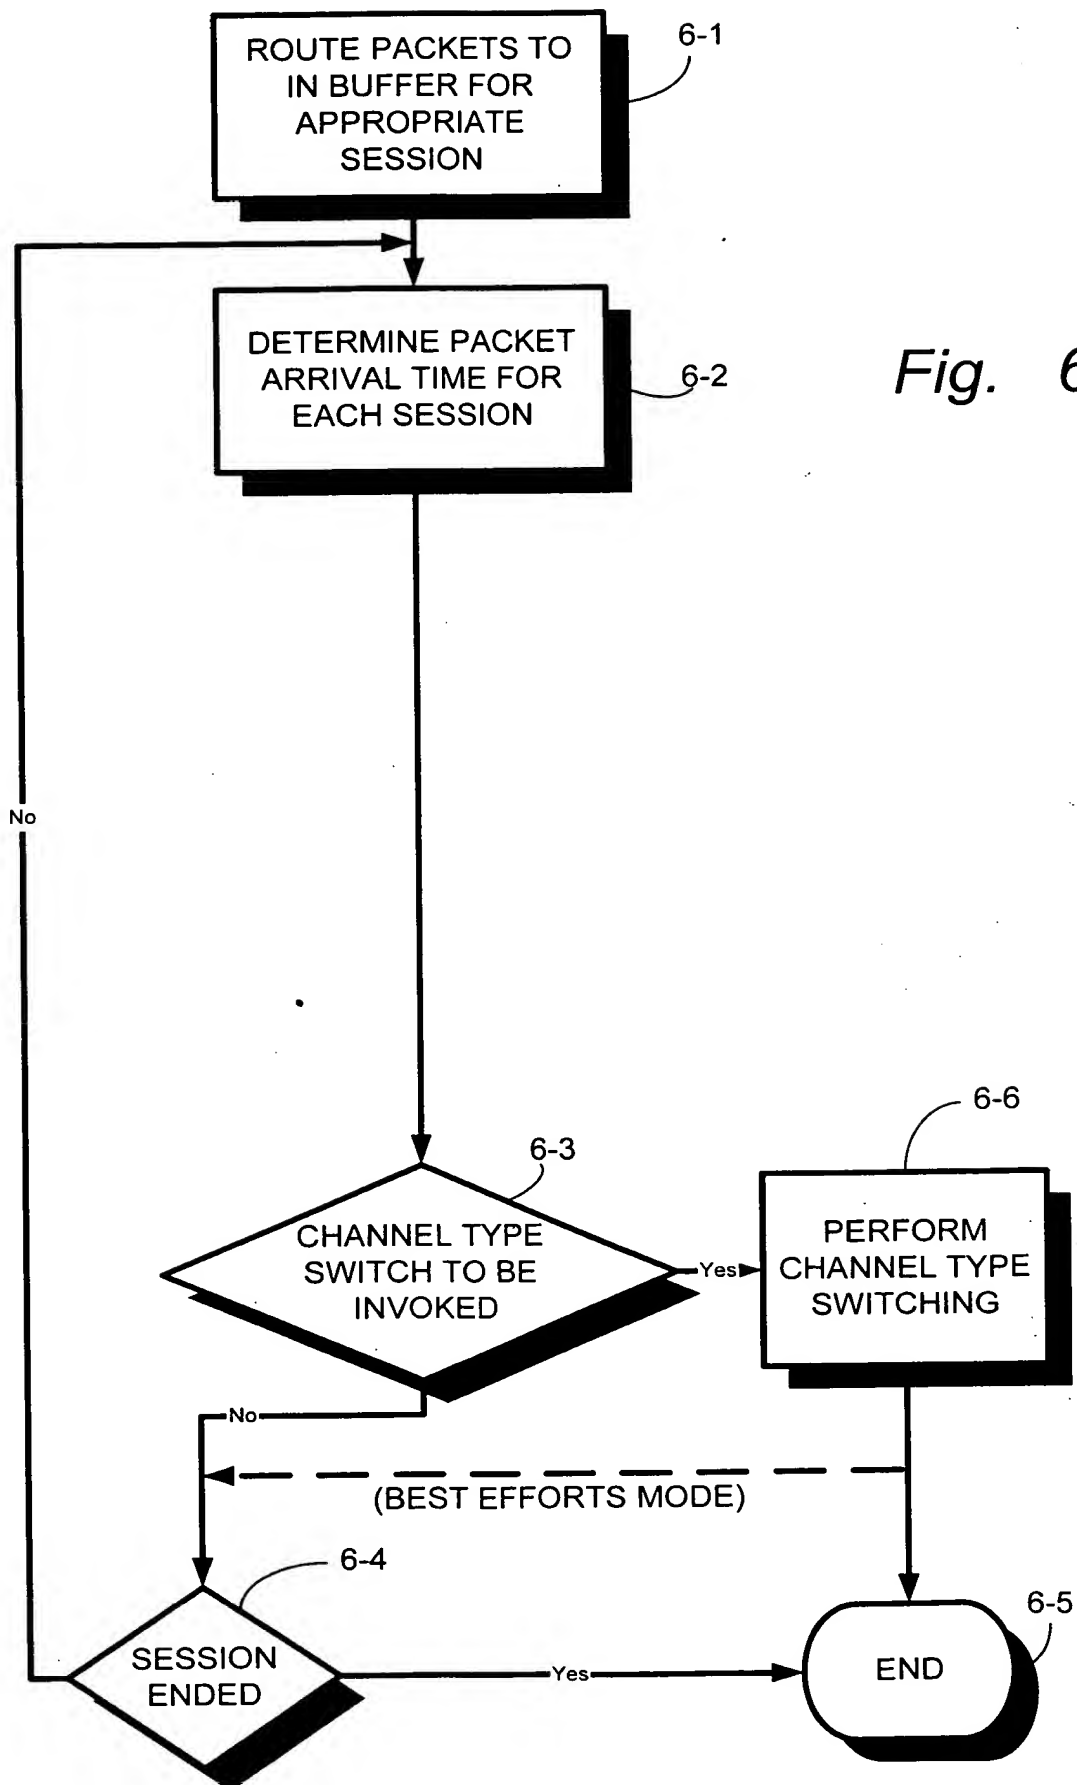 ROUTE PACKETS TO
IN BUFFER FOR
APPROPRIATE
SESSION
6-1
DETERMINE PACKET
ARRIVAL TIME FOR
EACH SESSION
6-2
Fig. 6
No
6-3
CHANNEL TYPE
SWITCH TO BE
INVOKED
Yes
6-6
PERFORM
CHANNEL TYPE
SWITCHING
No
(BEST EFFORTS MODE)
6-4
SESSION
ENDED
Yes
6-5
END